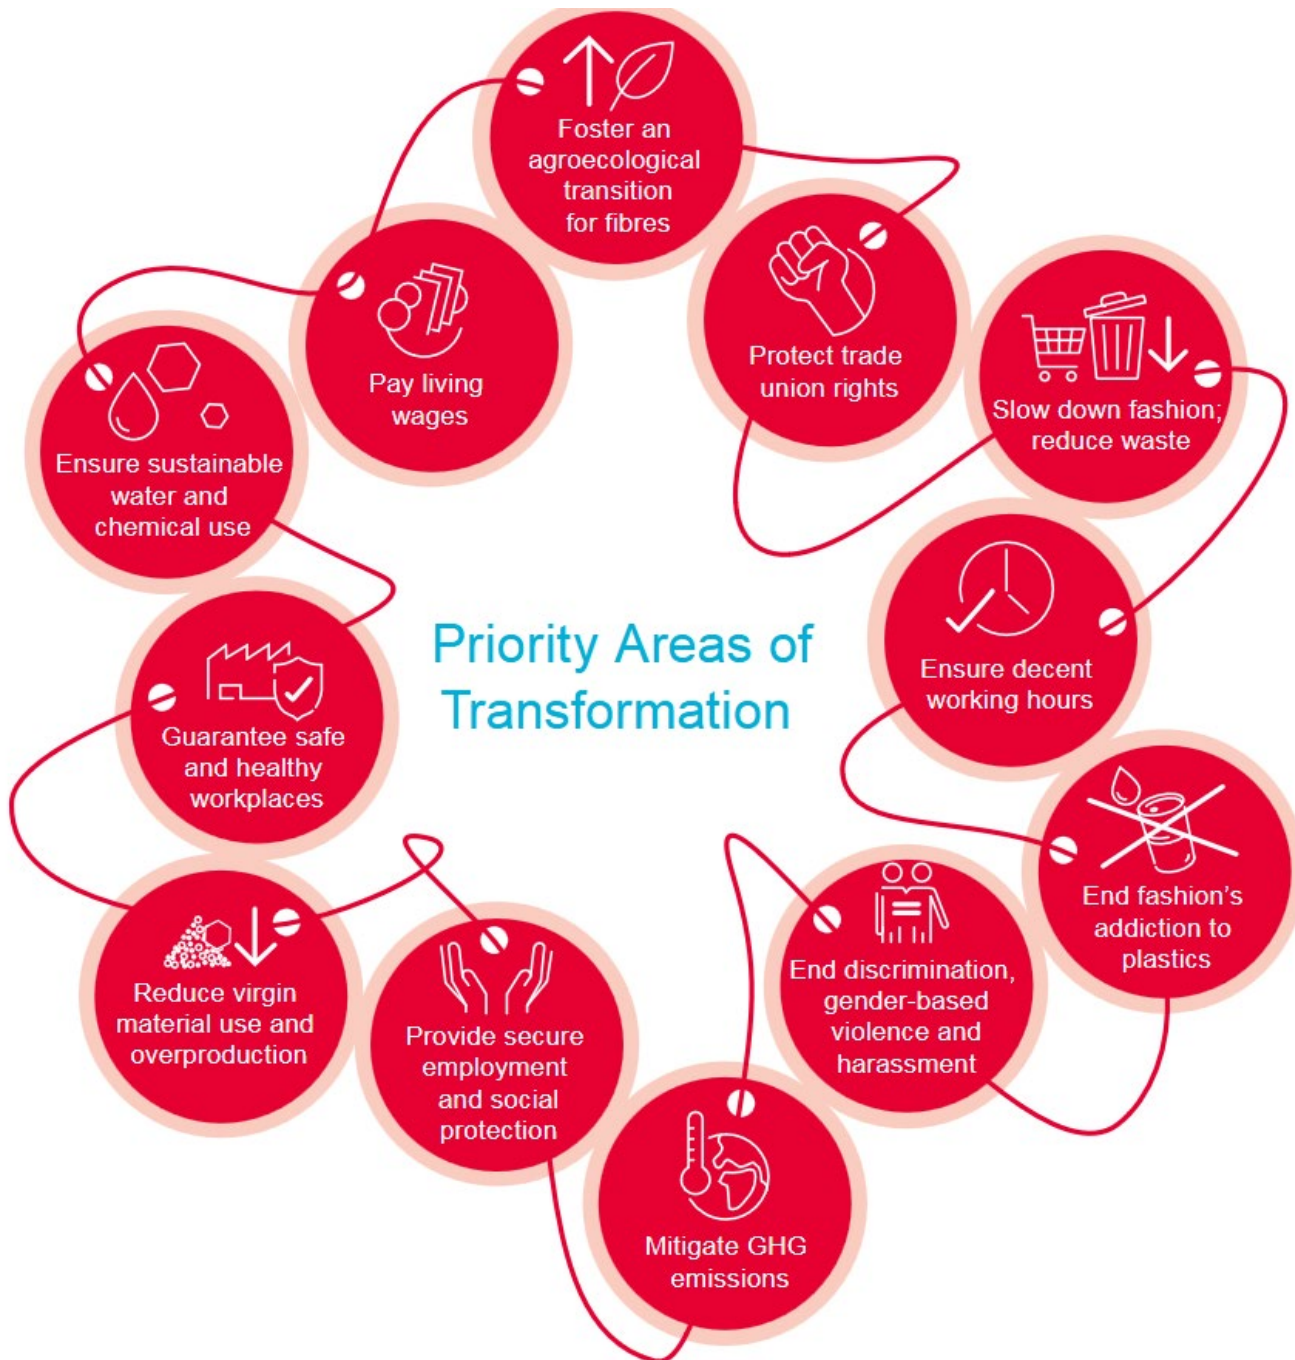 Foster an
agroecological
transition
for fibres
Protect trade
union rights
Slow down fashion;
reduce waste
Ensure decent
working hours
End fashion’s
addiction to
plastics
End discrimination,
gender-based
violence and
harassment
Mitigate GHG
emissions
Provide secure
employment
and social
protection
Reduce virgin
material use and
overproduction
Guarantee safe
and healthy
workplaces
Ensure sustainable
water and
chemical use
Pay living
wages
Priority Areas of
Transformation